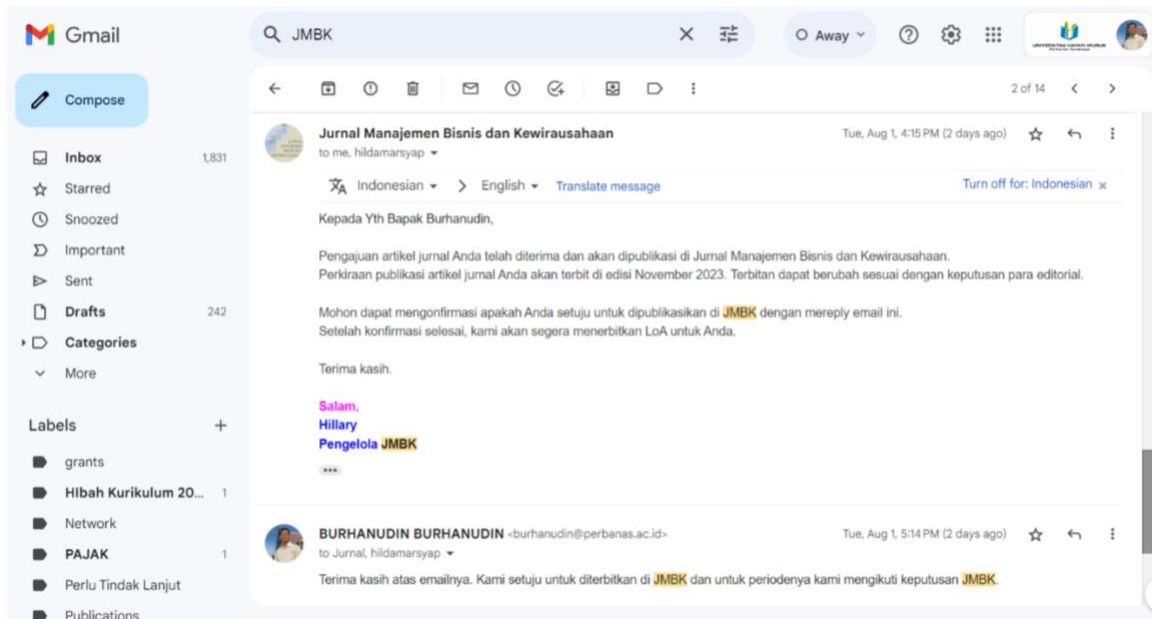 Gmail
JMBK
Away
Compose
2 of 14
Inbox 1,831
Starred
Snoozed
Important
Sent
Drafts 242
Categories
More
Labels
grants
HIbah Kurikulum 20... 1
Network
PAJAK 1
Perlu Tindak Lanjut
Publications
Jurnal Manajemen Bisnis dan Kewirausahaan Tue, Aug 1, 4:15 PM (2 days ago)
to me, hildamarsyap
Indonesian > English Translate message Turn off for: Indonesian x
Kepada Yth Bapak Burhanudin,
Pengajuan artikel jurnal Anda telah diterima dan akan dipublikasi di Jurnal Manajemen Bisnis dan Kewirausahaan.
Perkiraan publikasi artikel jurnal Anda akan terbit di edisi November 2023. Terbitan dapat berubah sesuai dengan keputusan para editorial.
Mohon dapat mengonfirmasi apakah Anda setuju untuk dipublikasikan di JMBK dengan mereply email ini.
Setelah konfirmasi selesai, kami akan segera menerbitkan LoA untuk Anda.
Terima kasih.
Salam,
Hillary
Pengelola JMBK
BURHANUDIN BURHANUDIN <burhanudin@perbanas.ac.id> Tue, Aug 1, 5:14 PM (2 days ago)
to Jurnal, hildamarsyap
Terima kasih atas emailnya. Kami setuju untuk diterbitkan di JMBK dan untuk periodenya kami mengikuti keputusan JMBK.